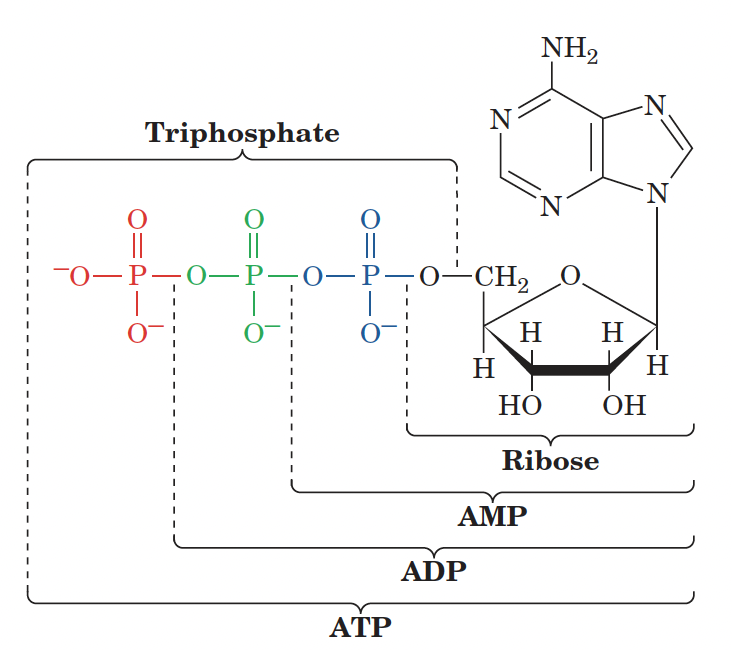 NH₂
N
N
Triphosphate
N
N
O O O
⁻O P O P O P O CH₂ O
O⁻ O⁻ O⁻ H H
H H
HO OH
Ribose
AMP
ADP
ATP